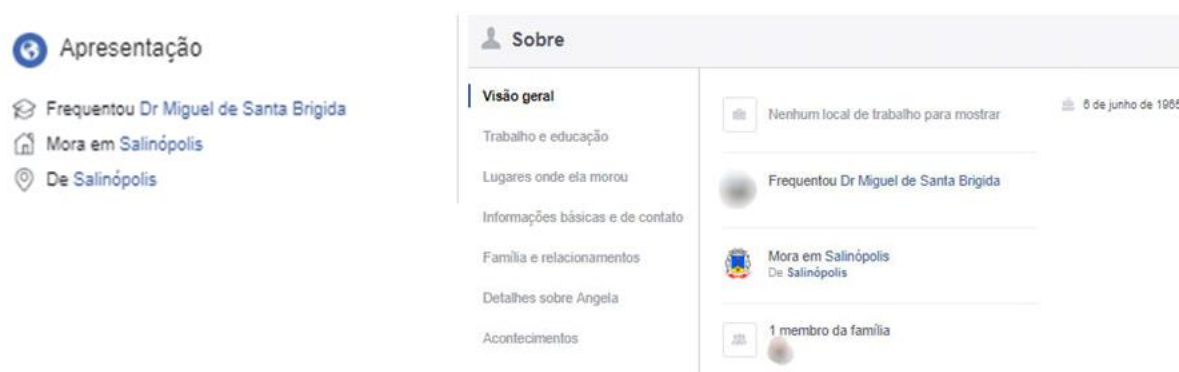 Apresentação
Frequentou Dr Miguel de Santa Brigida
Mora em Salinópolis
De Salinópolis
Sobre
Visão geral
Trabalho e educação
Lugares onde ela morou
Informações básicas e de contato
Família e relacionamentos
Detalhes sobre Angela
Acontecimentos
Nenhum local de trabalho para mostrar
Frequentou Dr Miguel de Santa Brigida
Mora em Salinópolis
De Salinópolis
1 membro da família
6 de junho de 1965